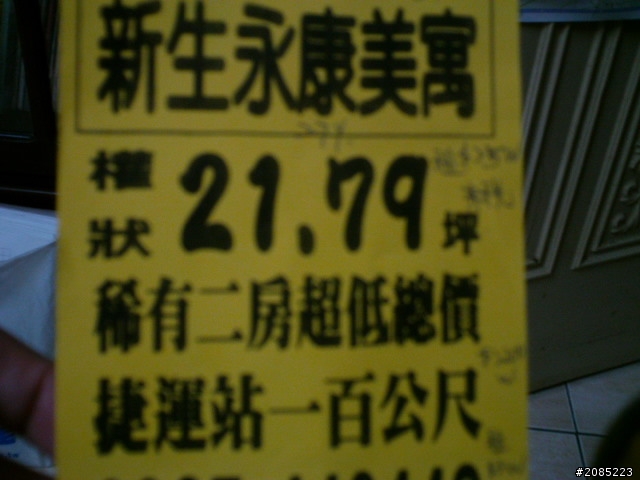 新生永康美寓
權狀 21.79 坪
稀有二房超低總價
捷運站一百公尺
#2085223